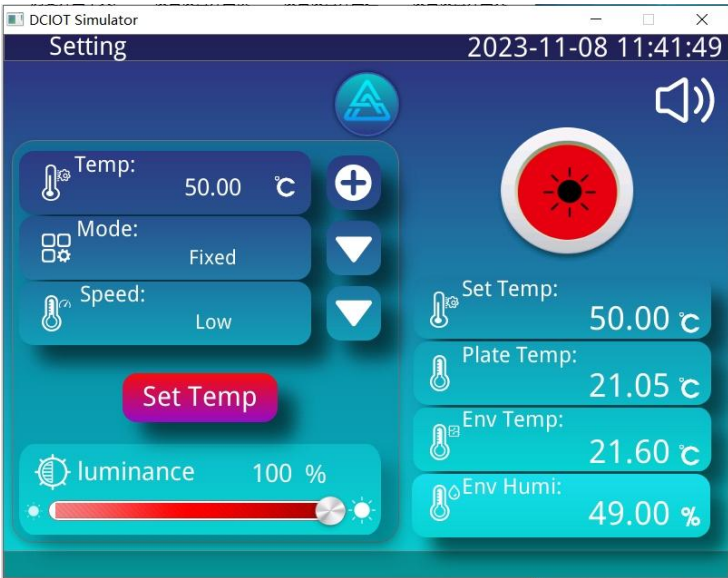 DCIOT Simulator
Setting
2023-11-08 11:41:49
Temp:
50.00 ℃
Mode:
Fixed
Speed:
Low
Set Temp
luminance 100 %
Set Temp:
50.00 ℃
Plate Temp:
21.05 ℃
Env Temp:
21.60 ℃
Env Humi:
49.00 %